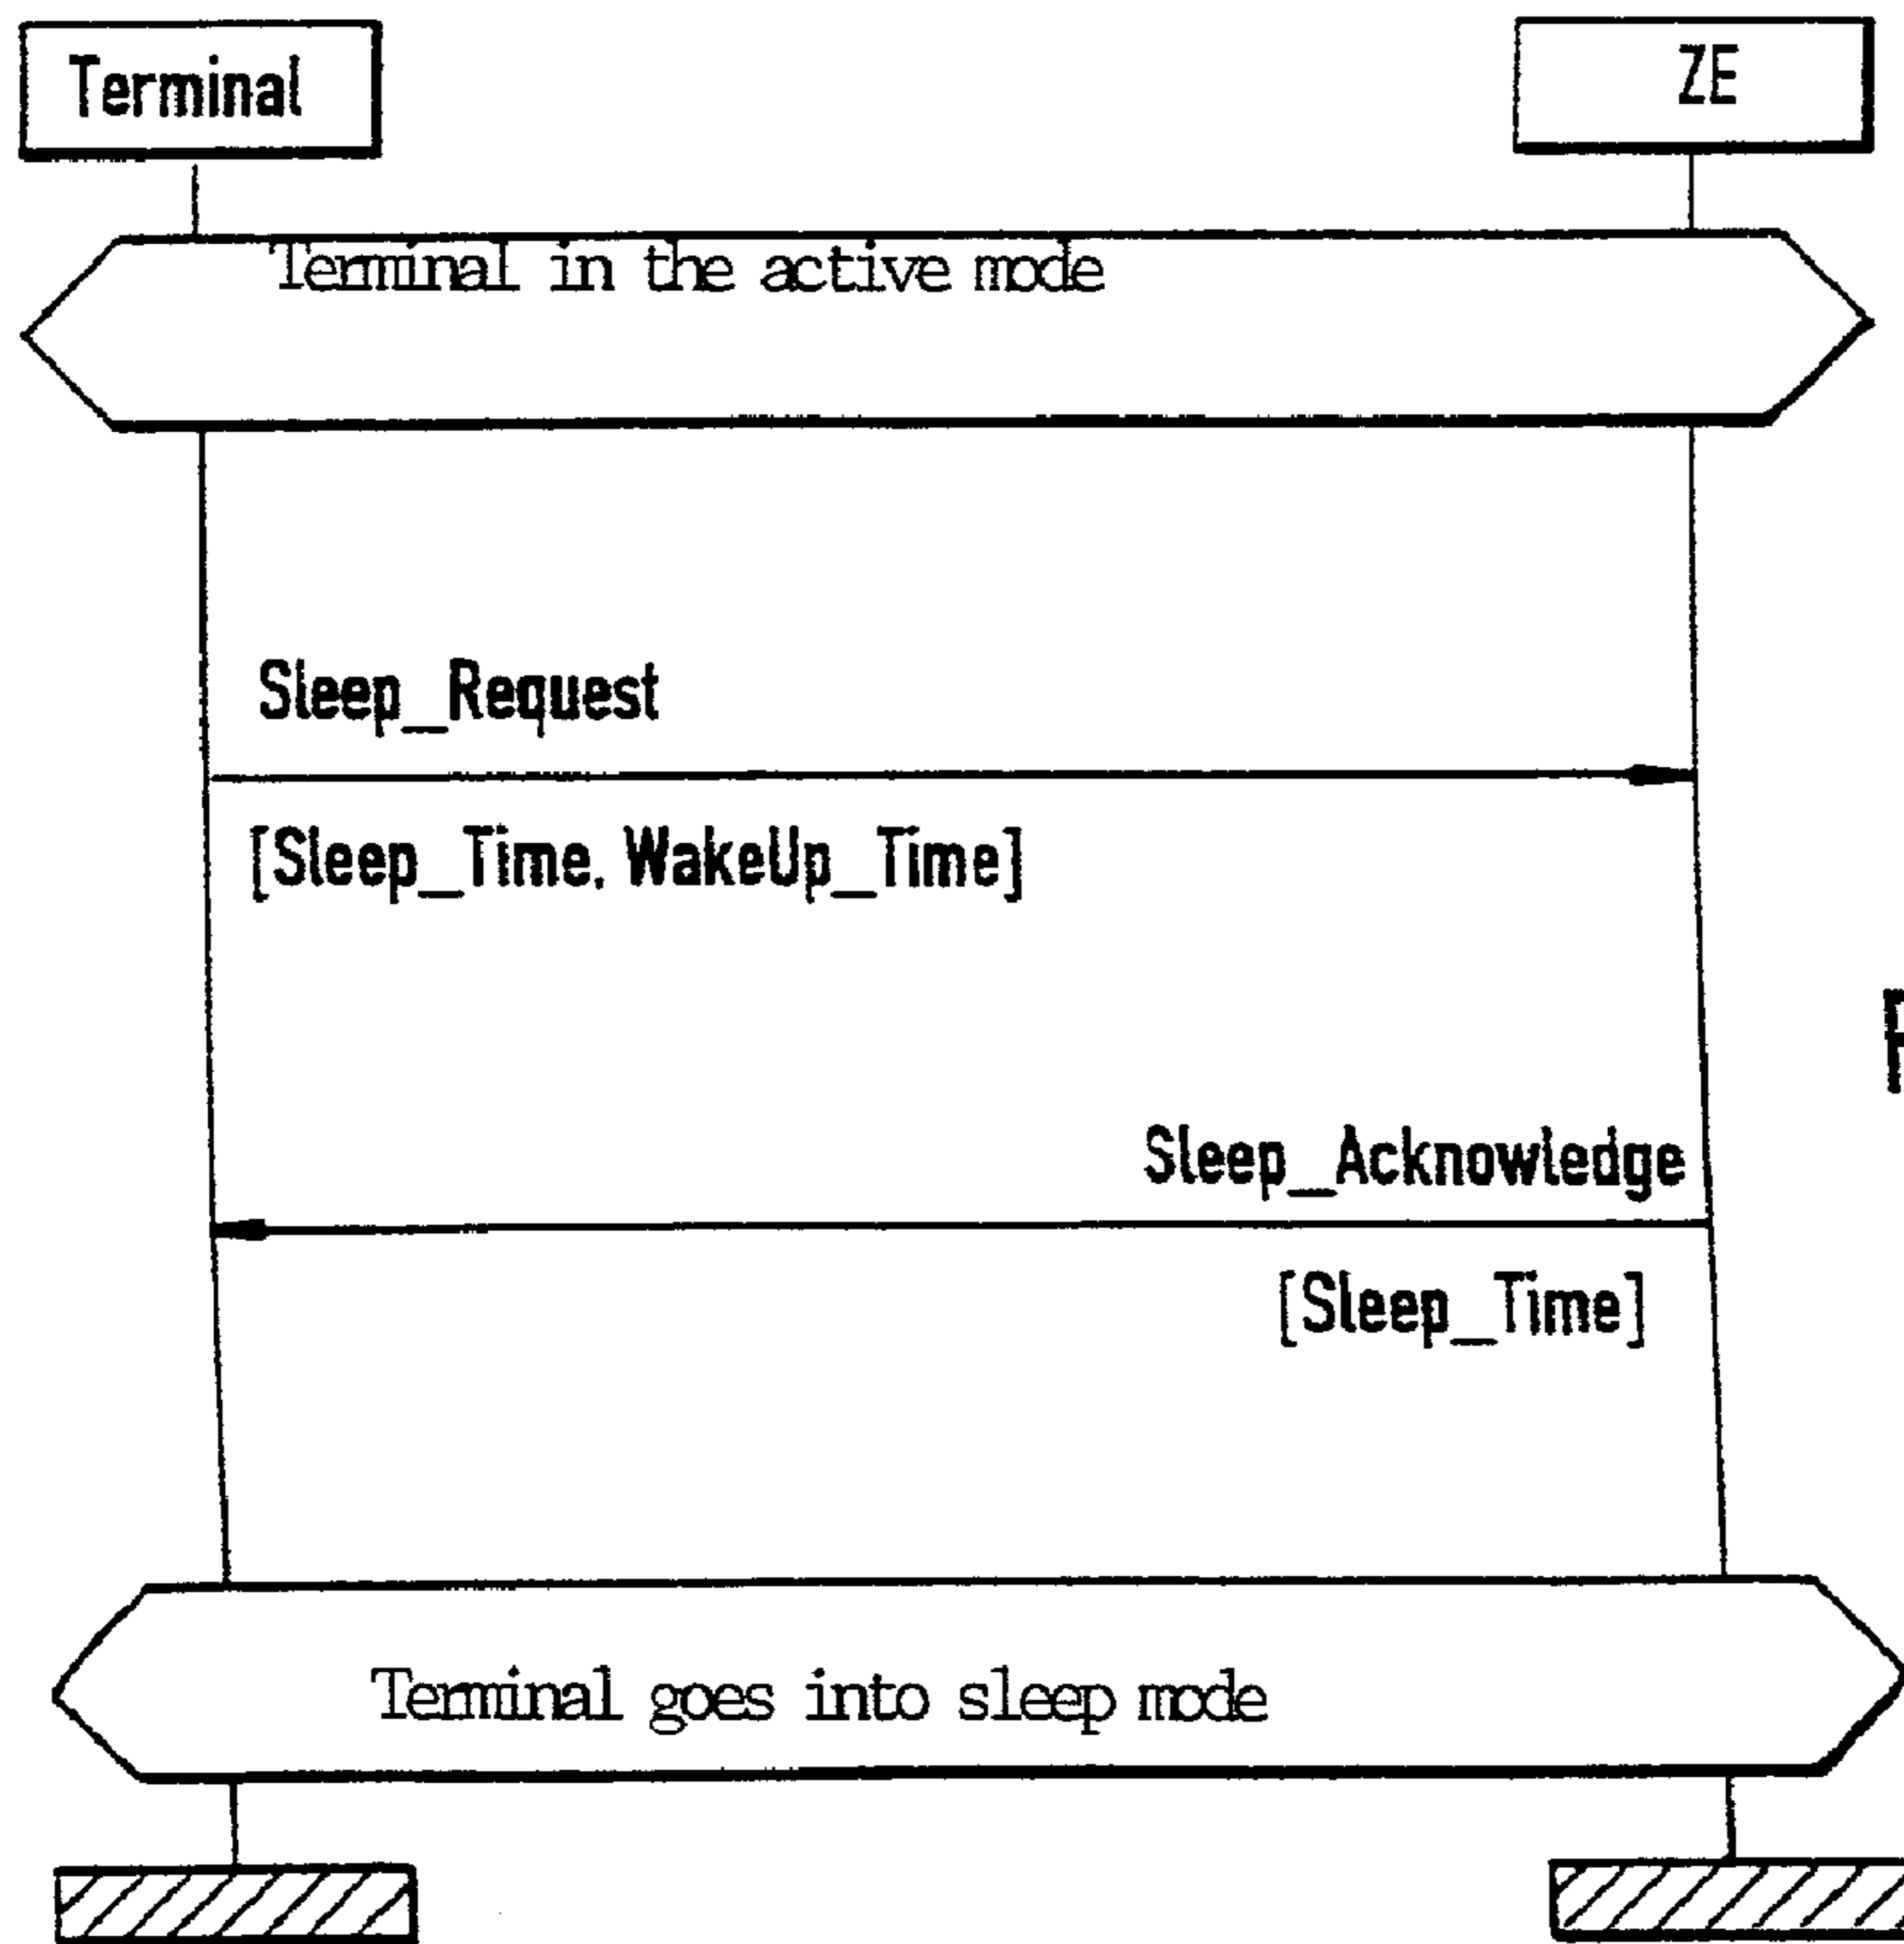 Terminal
ZE
Terminal in the active mode
Sleep_Request
[Sleep_Time, WakeUp_Time]
Sleep_Acknowledge
[Sleep_Time]
Terminal goes into sleep mode